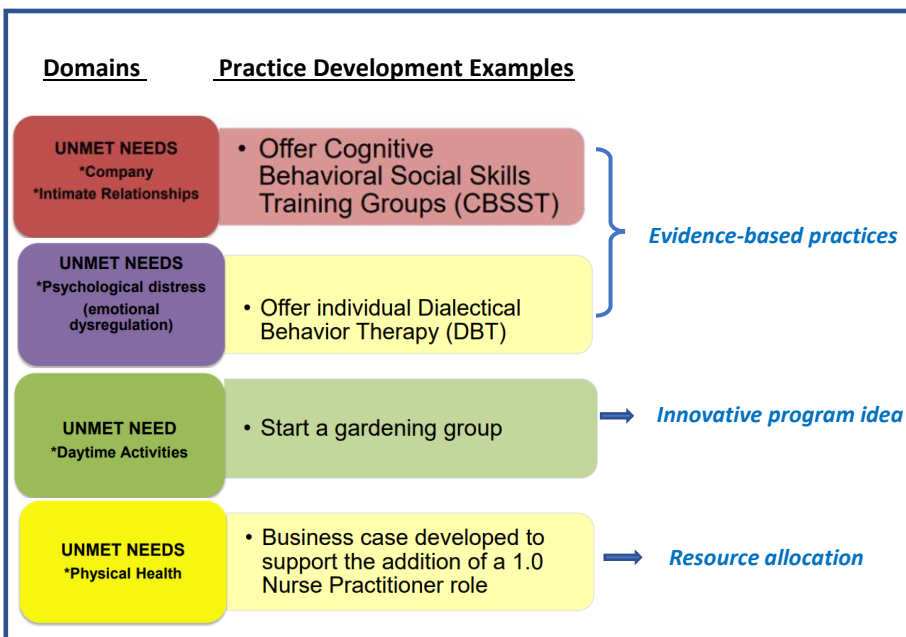 Domains Practice Development Examples
UNMET NEEDS
*Company
*Intimate Relationships
• Offer Cognitive
Behavioral Social Skills
Training Groups (CBSST)
UNMET NEEDS
*Psychological distress
(emotional
dysregulation)
• Offer individual Dialectical
Behavior Therapy (DBT)
Evidence-based practices
UNMET NEED
*Daytime Activities
• Start a gardening group
Innovative program idea
UNMET NEEDS
*Physical Health
• Business case developed to
support the addition of a 1.0
Nurse Practitioner role
Resource allocation